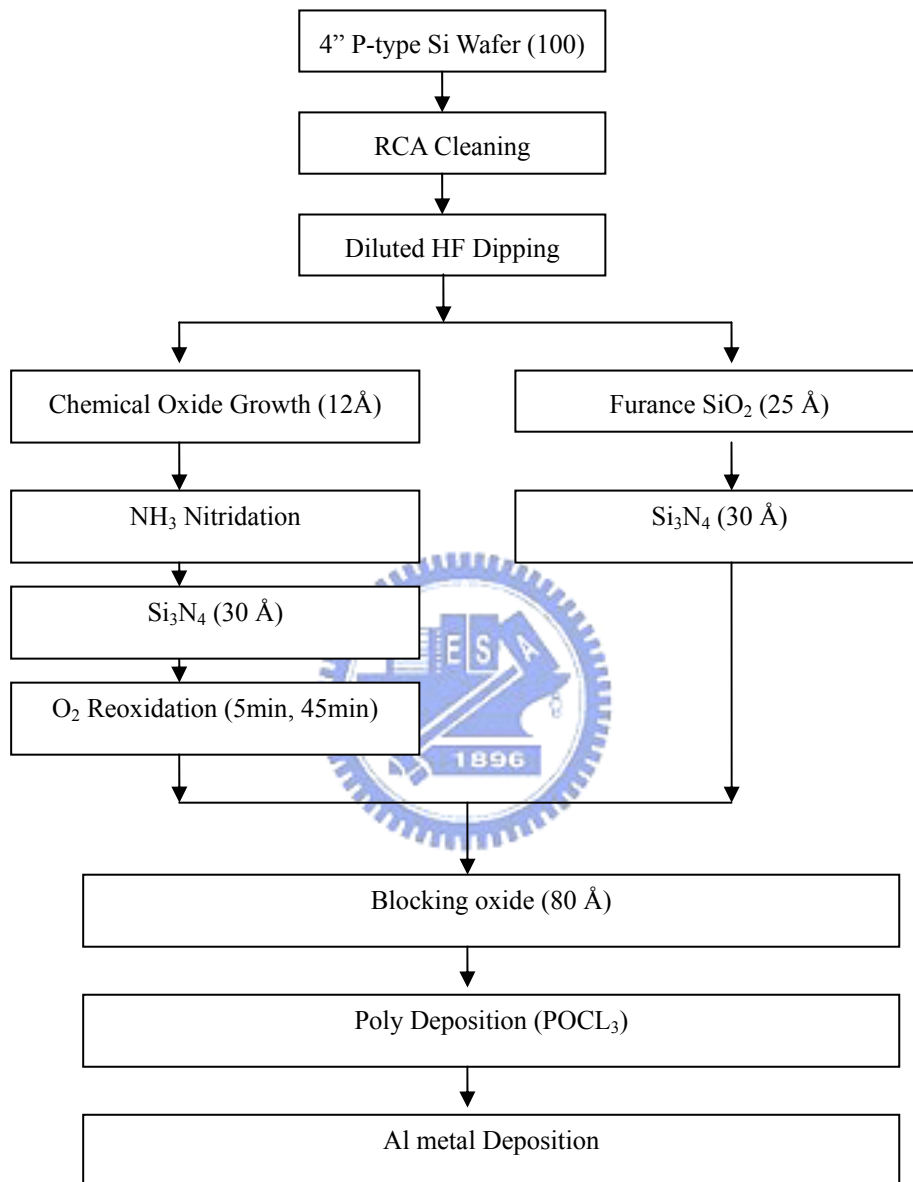 4” P-type Si Wafer (100)
RCA Cleaning
Diluted HF Dipping
Chemical Oxide Growth (12Å)
Furance SiO₂ (25 Å)
NH₃ Nitridation
Si₃N₄ (30 Å)
Si₃N₄ (30 Å)
O₂ Reoxidation (5min, 45min)
E S A
1896
Blocking oxide (80 Å)
Poly Deposition (POCL₃)
Al metal Deposition